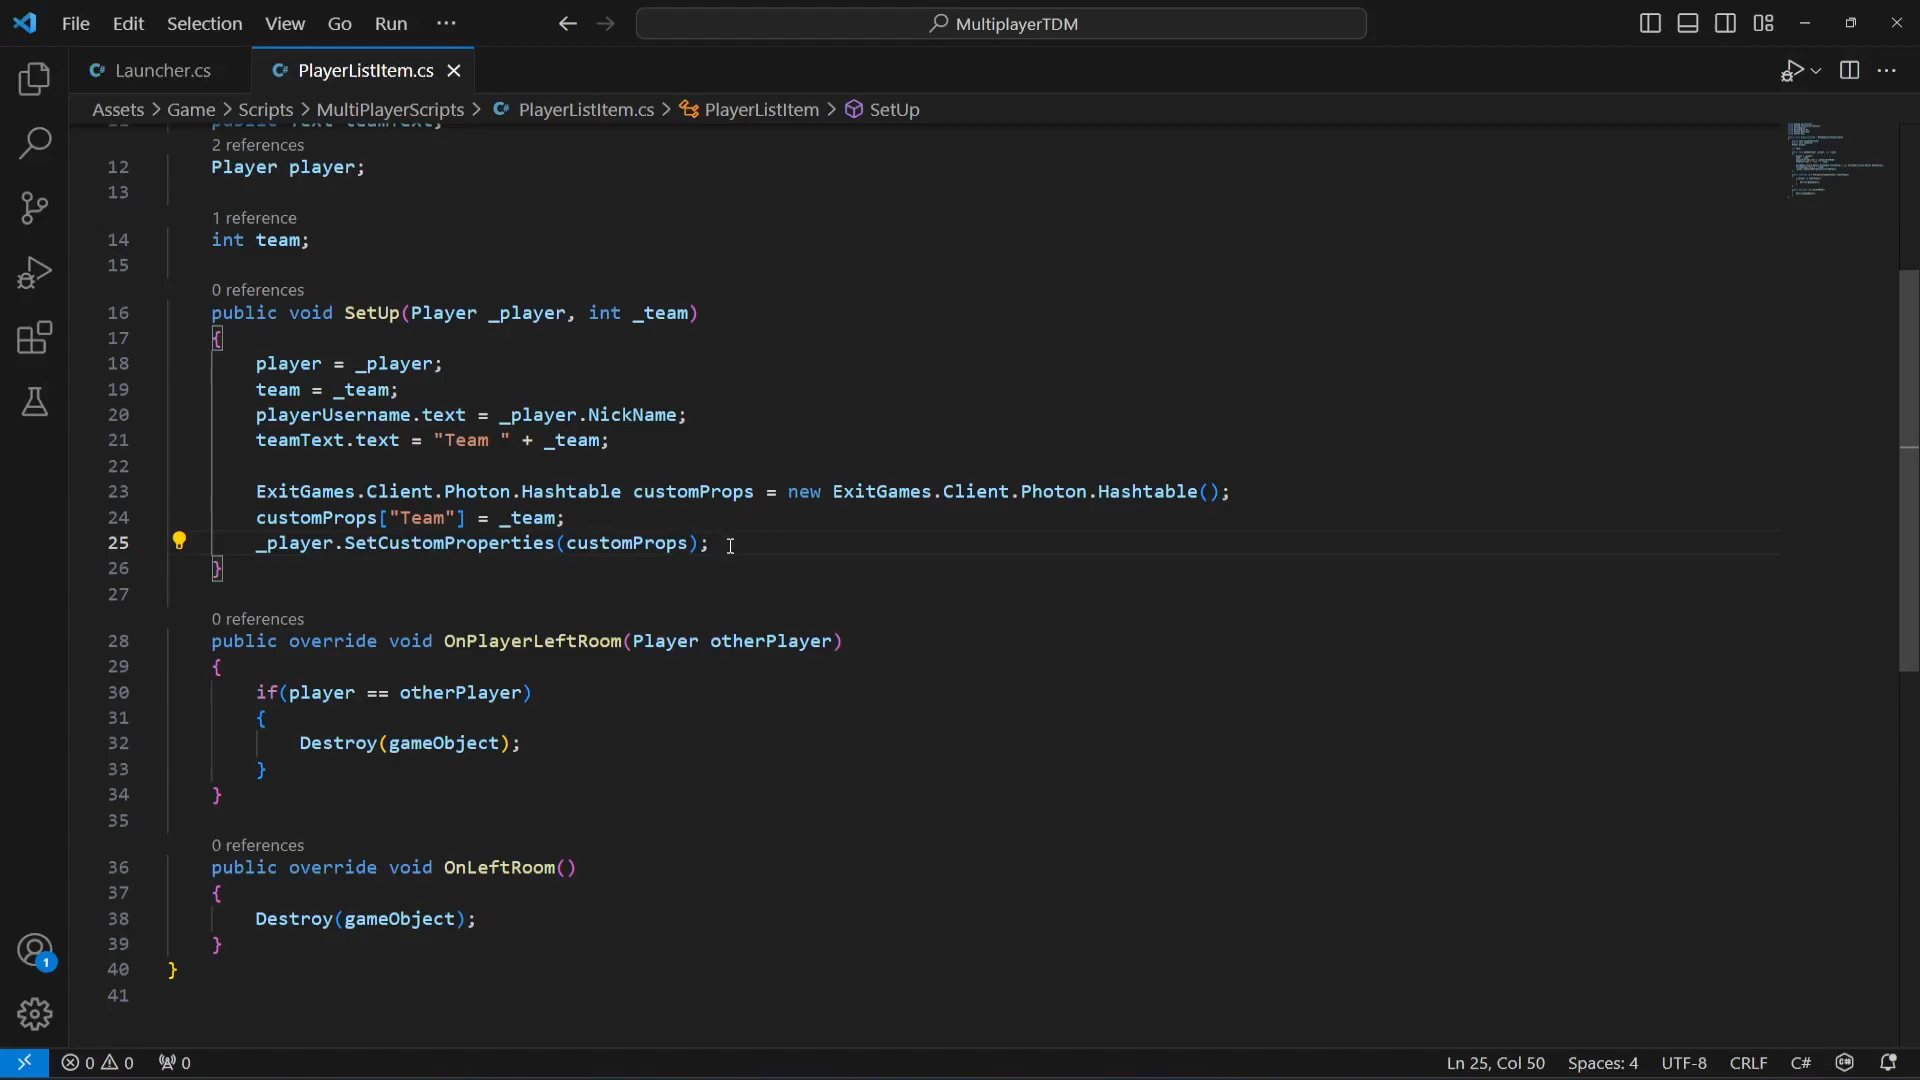 File Edit Selection View Go Run ··· MultiplayerTDM
Launcher.cs PlayerListItem.cs
Assets > Game > Scripts > MultiPlayerScripts > PlayerListItem.cs > PlayerListItem > SetUp
2 references
12 Player player;
13
1 reference
14 int team;
15
0 references
16 public void SetUp(Player _player, int _team)
17 {
18 player = _player;
19 team = _team;
20 playerUsername.text = _player.NickName;
21 teamText.text = "Team " + _team;
22
23 ExitGames.Client.Photon.Hashtable customProps = new ExitGames.Client.Photon.Hashtable();
24 customProps["Team"] = _team;
25 _player.SetCustomProperties(customProps);
26 }
27
0 references
28 public override void OnPlayerLeftRoom(Player otherPlayer)
29 {
30 if(player == otherPlayer)
31 {
32 Destroy(gameObject);
33 }
34 }
35
0 references
36 public override void OnLeftRoom()
37 {
38 Destroy(gameObject);
39 }
40 }
41
1
0 0 0 Ln 25, Col 50 Spaces: 4 UTF-8 CRLF C#